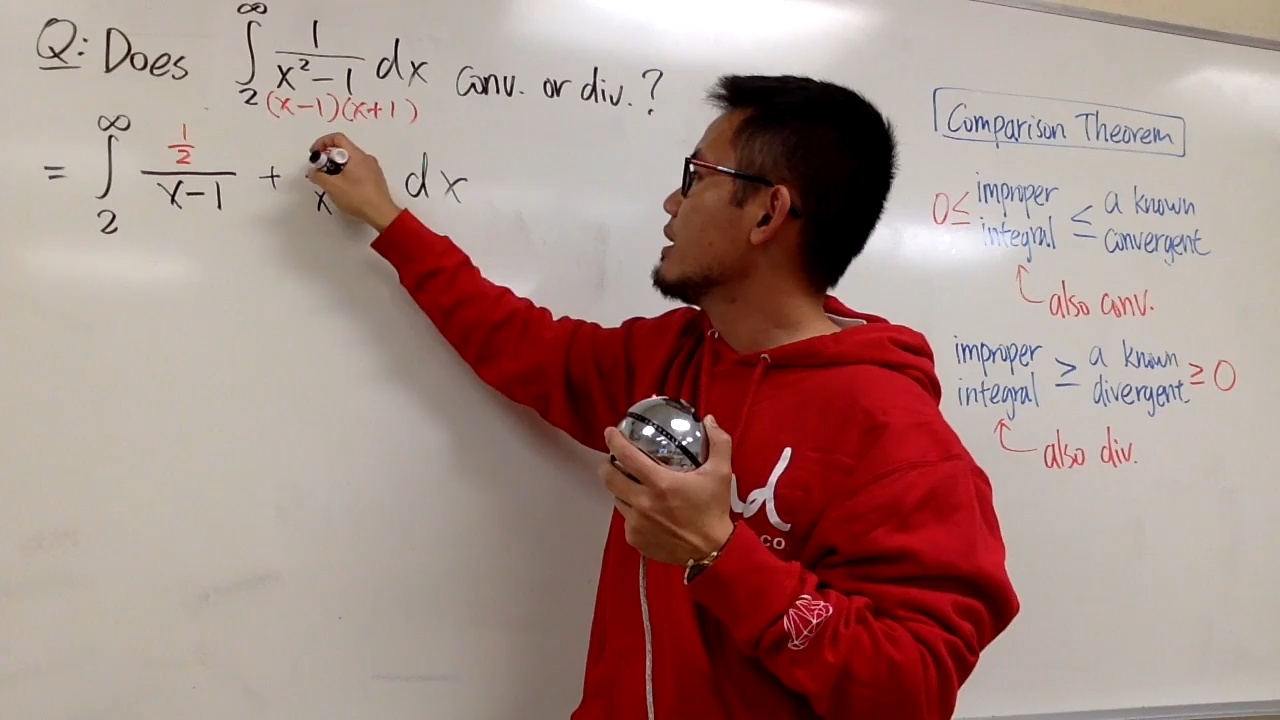 Q: Does ∫₂^∞ 1/(x²-1) dx conv. or div.?
(x-1)(x+1)
= ∫₂^∞ (1/2)/(x-1) + x dx
Comparison Theorem
0 ≤ improper integral ≤ a known convergent
also conv.
improper integral ≥ a known divergent ≥ 0
also div.